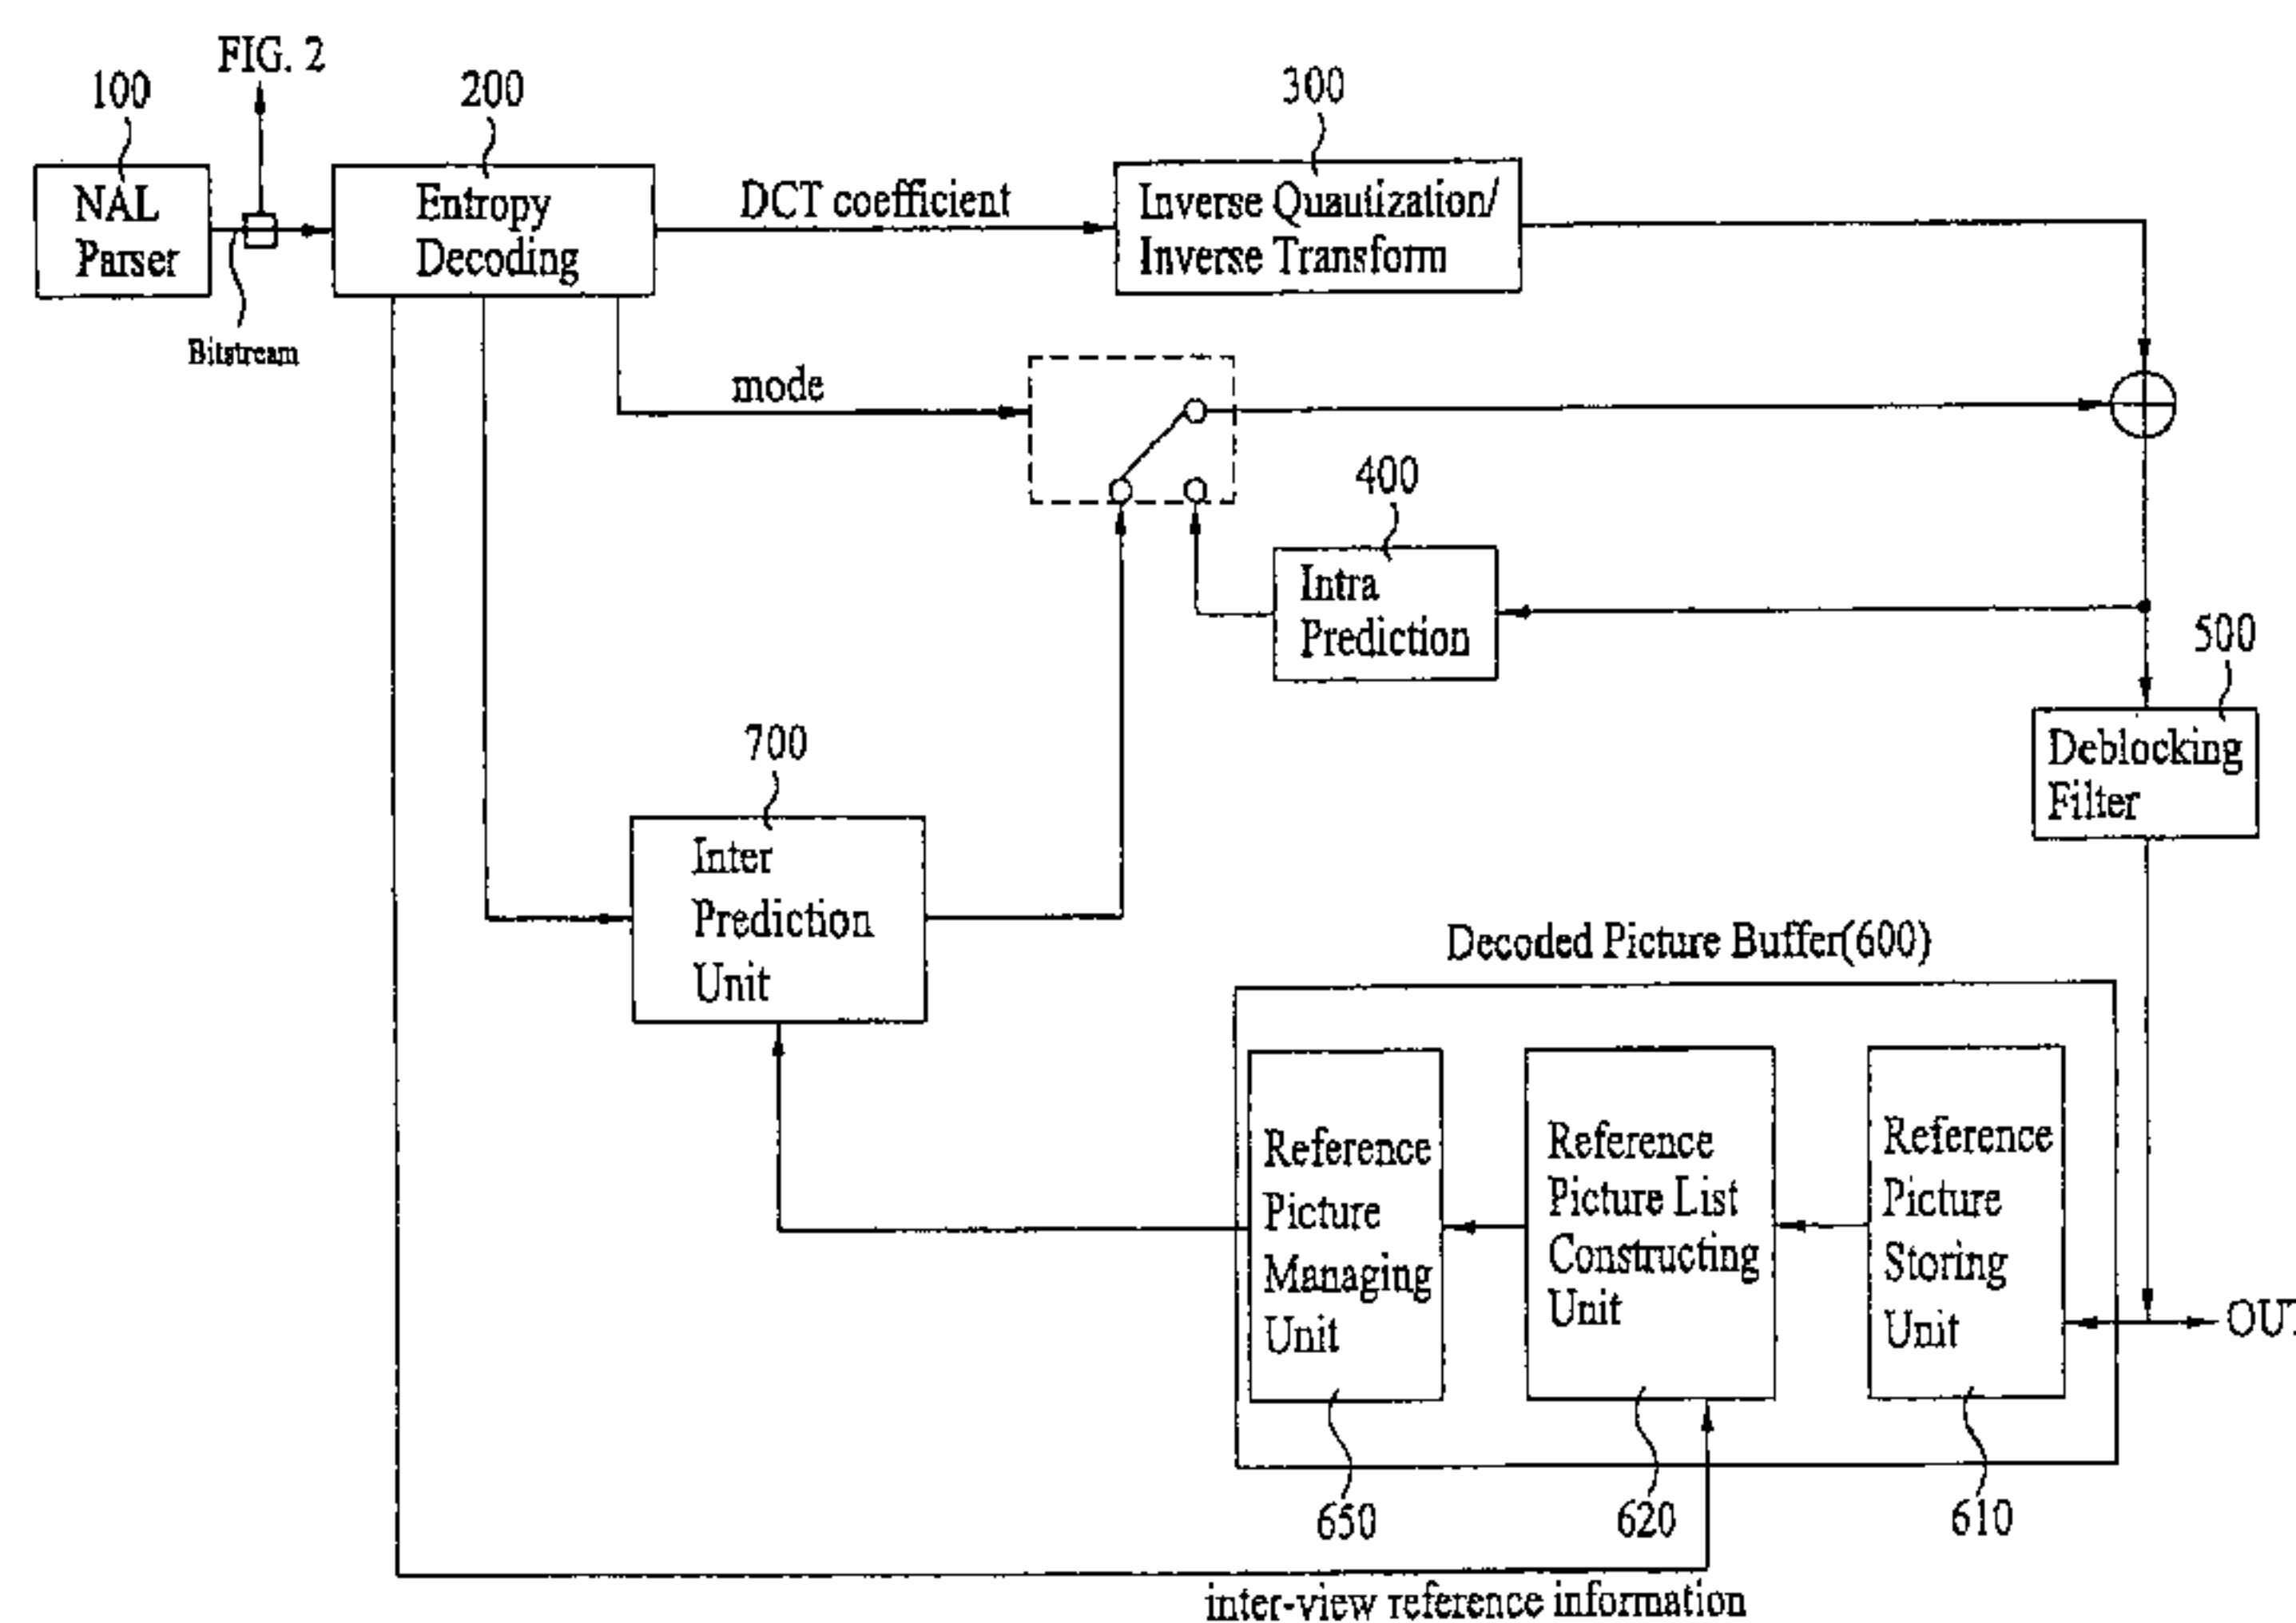 FIG. 2
100
200
300
NAL
Parser
Entropy
Decoding
DCT coefficient
Inverse Quautization/
Inverse Transform
Bitstream
mode
400
Intra
Prediction
500
Deblocking
Filter
700
Inter
Prediction
Unit
Decoded Picture Buffer(600)
Reference
Picture
Managing
Unit
Reference
Picture List
Constructing
Unit
Reference
Picture
Storing
Unit
OUT
650
620
610
inter-view reference information